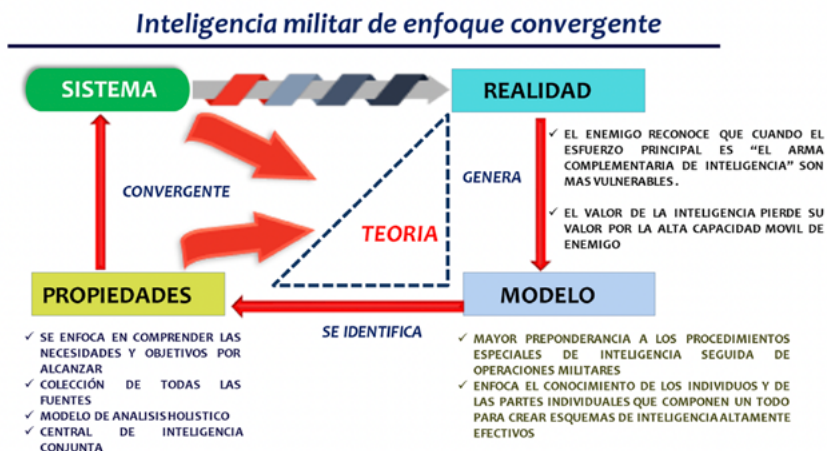 Inteligencia militar de enfoque convergente
SISTEMA
REALIDAD
✓ EL ENEMIGO RECONOCE QUE CUANDO EL
ESFUERZO PRINCIPAL ES “EL ARMA
COMPLEMENTARIA DE INTELIGENCIA” SON
MAS VULNERABLES.
✓ EL VALOR DE LA INTELIGENCIA PIERDE SU
VALOR POR LA ALTA CAPACIDAD MOVIL DE
ENEMIGO
CONVERGENTE
GENERA
TEORIA
PROPIEDADES
MODELO
SE IDENTIFICA
✓ SE ENFOCA EN COMPRENDER LAS
NECESIDADES Y OBJETIVOS POR
ALCANZAR
✓ COLECCIÓN DE TODAS LAS
FUENTES
✓ MODELO DE ANALISIS HOLISTICO
✓ CENTRAL DE INTELIGENCIA
CONJUNTA
✓ MAYOR PREPONDERANCIA A LOS PROCEDIMIENTOS
ESPECIALES DE INTELIGENCIA SEGUIDA DE
OPERACIONES MILITARES
✓ ENFOCA EL CONOCIMIENTO DE LOS INDIVIDUOS Y DE
LAS PARTES INDIVIDUALES QUE COMPONEN UN TODO
PARA CREAR ESQUEMAS DE INTELIGENCIA ALTAMENTE
EFECTIVOS